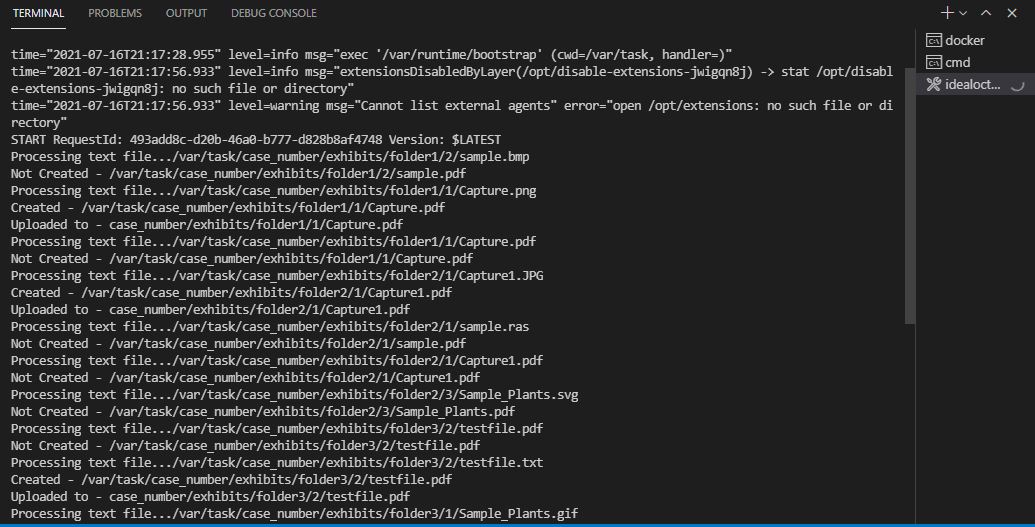 TERMINAL PROBLEMS OUTPUT DEBUG CONSOLE
time="2021-07-16T21:17:28.955" level=info msg="exec '/var/runtime/bootstrap' (cwd=/var/task, handler=)"
time="2021-07-16T21:17:56.933" level=info msg="extensionsDisabledByLayer(/opt/disable-extensions-jwigqn8j) -> stat /opt/disabl
e-extensions-jwigqn8j: no such file or directory"
time="2021-07-16T21:17:56.933" level=warning msg="Cannot list external agents" error="open /opt/extensions: no such file or di
rectory"
START RequestId: 493add8c-d20b-46a0-b777-d828b8af4748 Version: $LATEST
Processing text file.../var/task/case_number/exhibits/folder1/2/sample.bmp
Not Created - /var/task/case_number/exhibits/folder1/2/sample.pdf
Processing text file.../var/task/case_number/exhibits/folder1/1/Capture.png
Created - /var/task/case_number/exhibits/folder1/1/Capture.pdf
Uploaded to - case_number/exhibits/folder1/1/Capture.pdf
Processing text file.../var/task/case_number/exhibits/folder1/1/Capture.pdf
Not Created - /var/task/case_number/exhibits/folder1/1/Capture.pdf
Processing text file.../var/task/case_number/exhibits/folder2/1/Capture1.JPG
Created - /var/task/case_number/exhibits/folder2/1/Capture1.pdf
Uploaded to - case_number/exhibits/folder2/1/Capture1.pdf
Processing text file.../var/task/case_number/exhibits/folder2/1/sample.ras
Not Created - /var/task/case_number/exhibits/folder2/1/sample.pdf
Processing text file.../var/task/case_number/exhibits/folder2/1/Capture1.pdf
Not Created - /var/task/case_number/exhibits/folder2/1/Capture1.pdf
Processing text file.../var/task/case_number/exhibits/folder2/3/Sample_Plants.svg
Not Created - /var/task/case_number/exhibits/folder2/3/Sample_Plants.pdf
Processing text file.../var/task/case_number/exhibits/folder3/2/testfile.pdf
Not Created - /var/task/case_number/exhibits/folder3/2/testfile.pdf
Processing text file.../var/task/case_number/exhibits/folder3/2/testfile.txt
Created - /var/task/case_number/exhibits/folder3/2/testfile.pdf
Uploaded to - case_number/exhibits/folder3/2/testfile.pdf
Processing text file.../var/task/case_number/exhibits/folder3/1/Sample_Plants.gif
docker
cmd
idealoct...